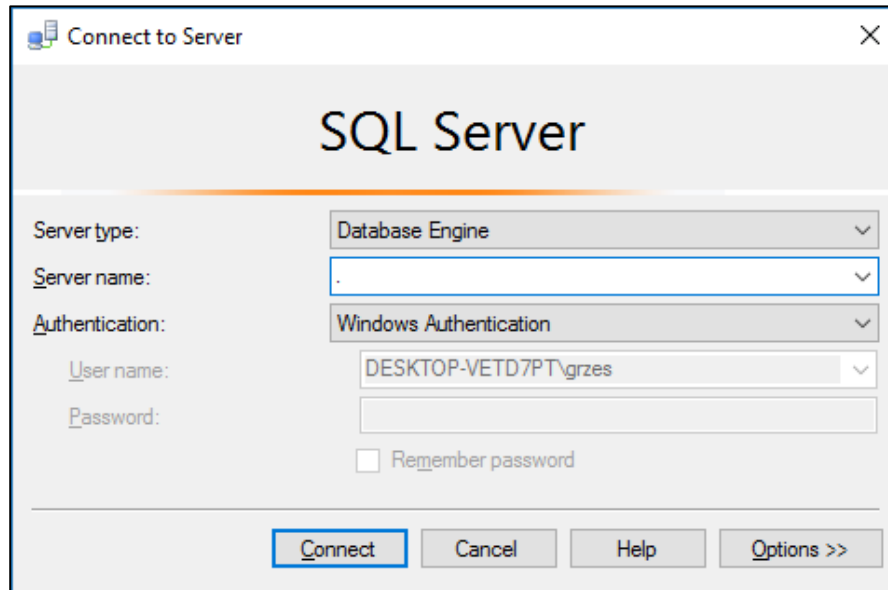 Connect to Server
SQL Server
Server type: Database Engine
Server name: .
Authentication: Windows Authentication
User name: DESKTOP-VETD7PT\grzes
Password:
Remember password
Connect Cancel Help Options >>